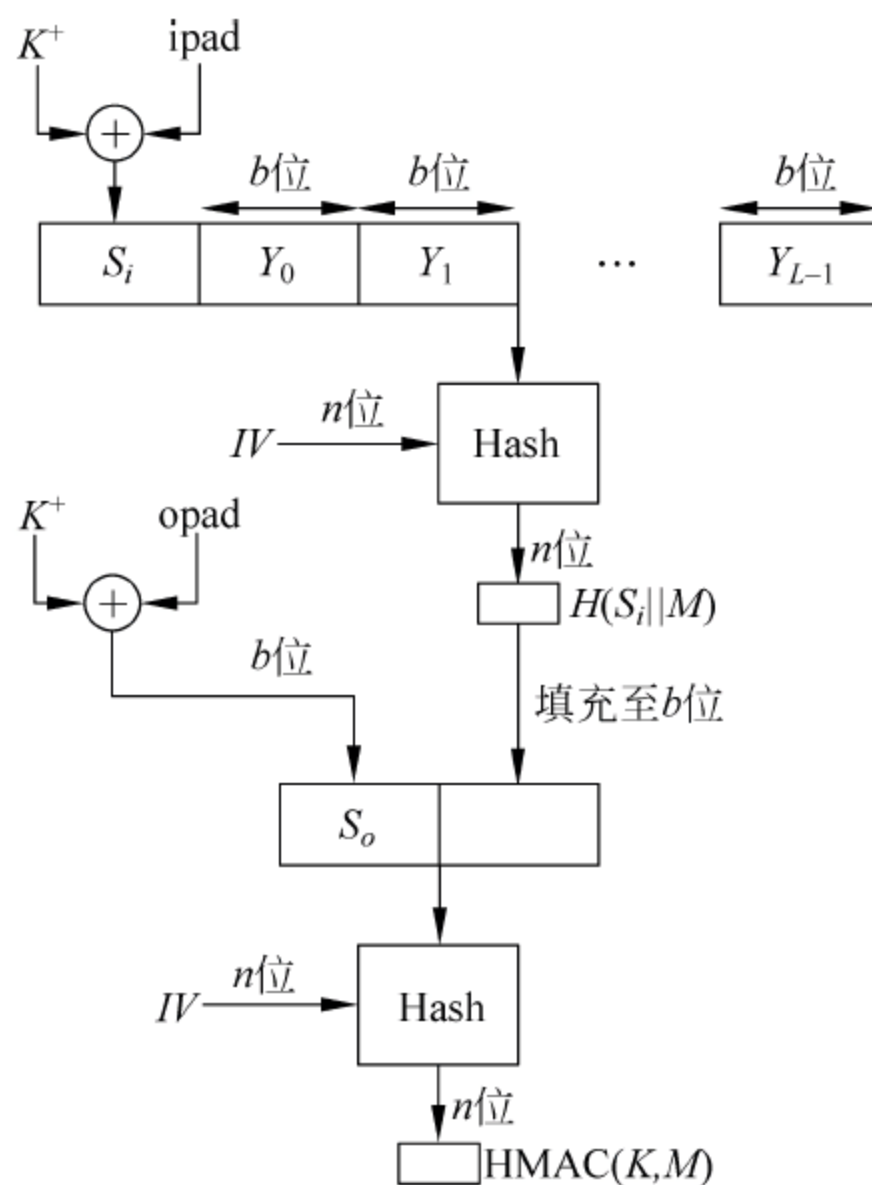 K⁺ ipad
+
b位 b位 b位
Sᵢ Y₀ Y₁ ··· Y_{L−1}
n位
IV Hash
K⁺ opad
n位
+ H(Sᵢ||M)
b位
填充至b位
Sₒ
n位
IV Hash
n位
HMAC(K,M)